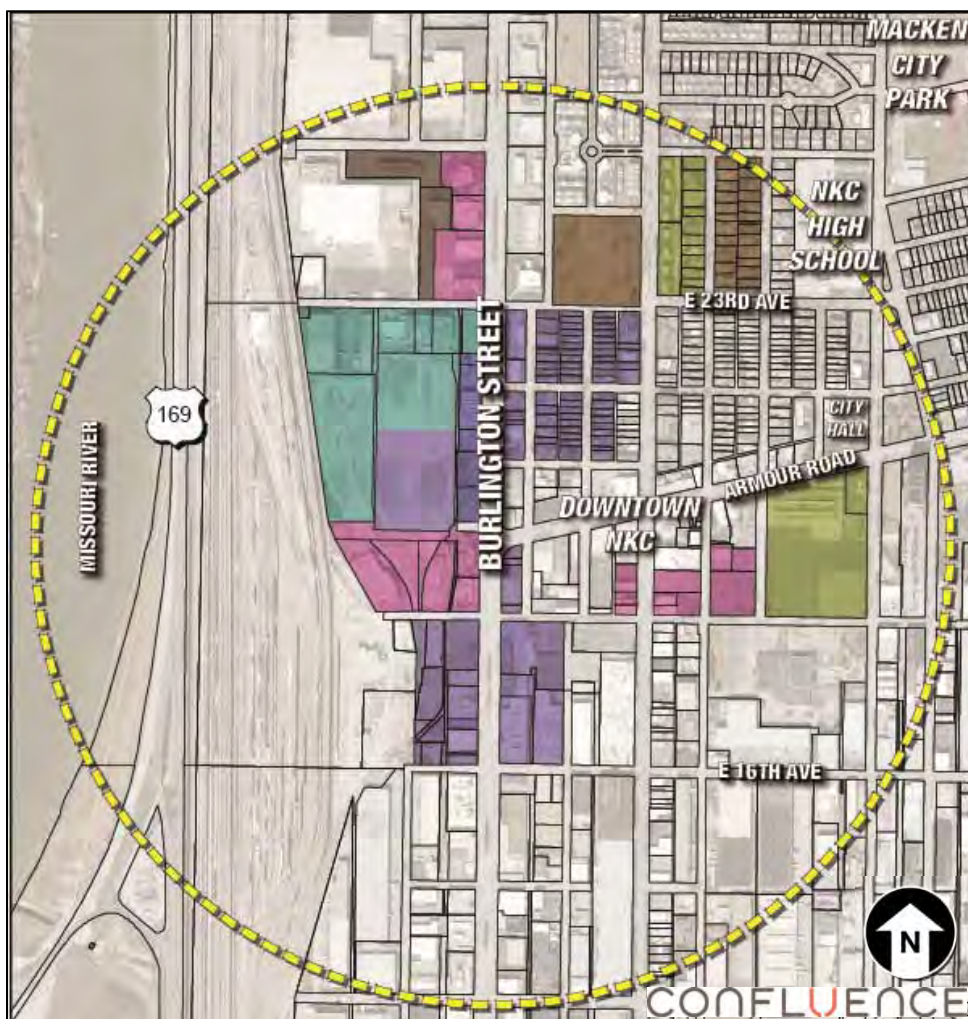 MACKEN
CITY
PARK
NKC
HIGH
SCHOOL
E 23RD AVE
BURLINGTON STREET
169
MISSOURI RIVER
CITY
HALL
ARMOUR ROAD
DOWNTOWN
NKC
E 16TH AVE
N
CONFLUENCE